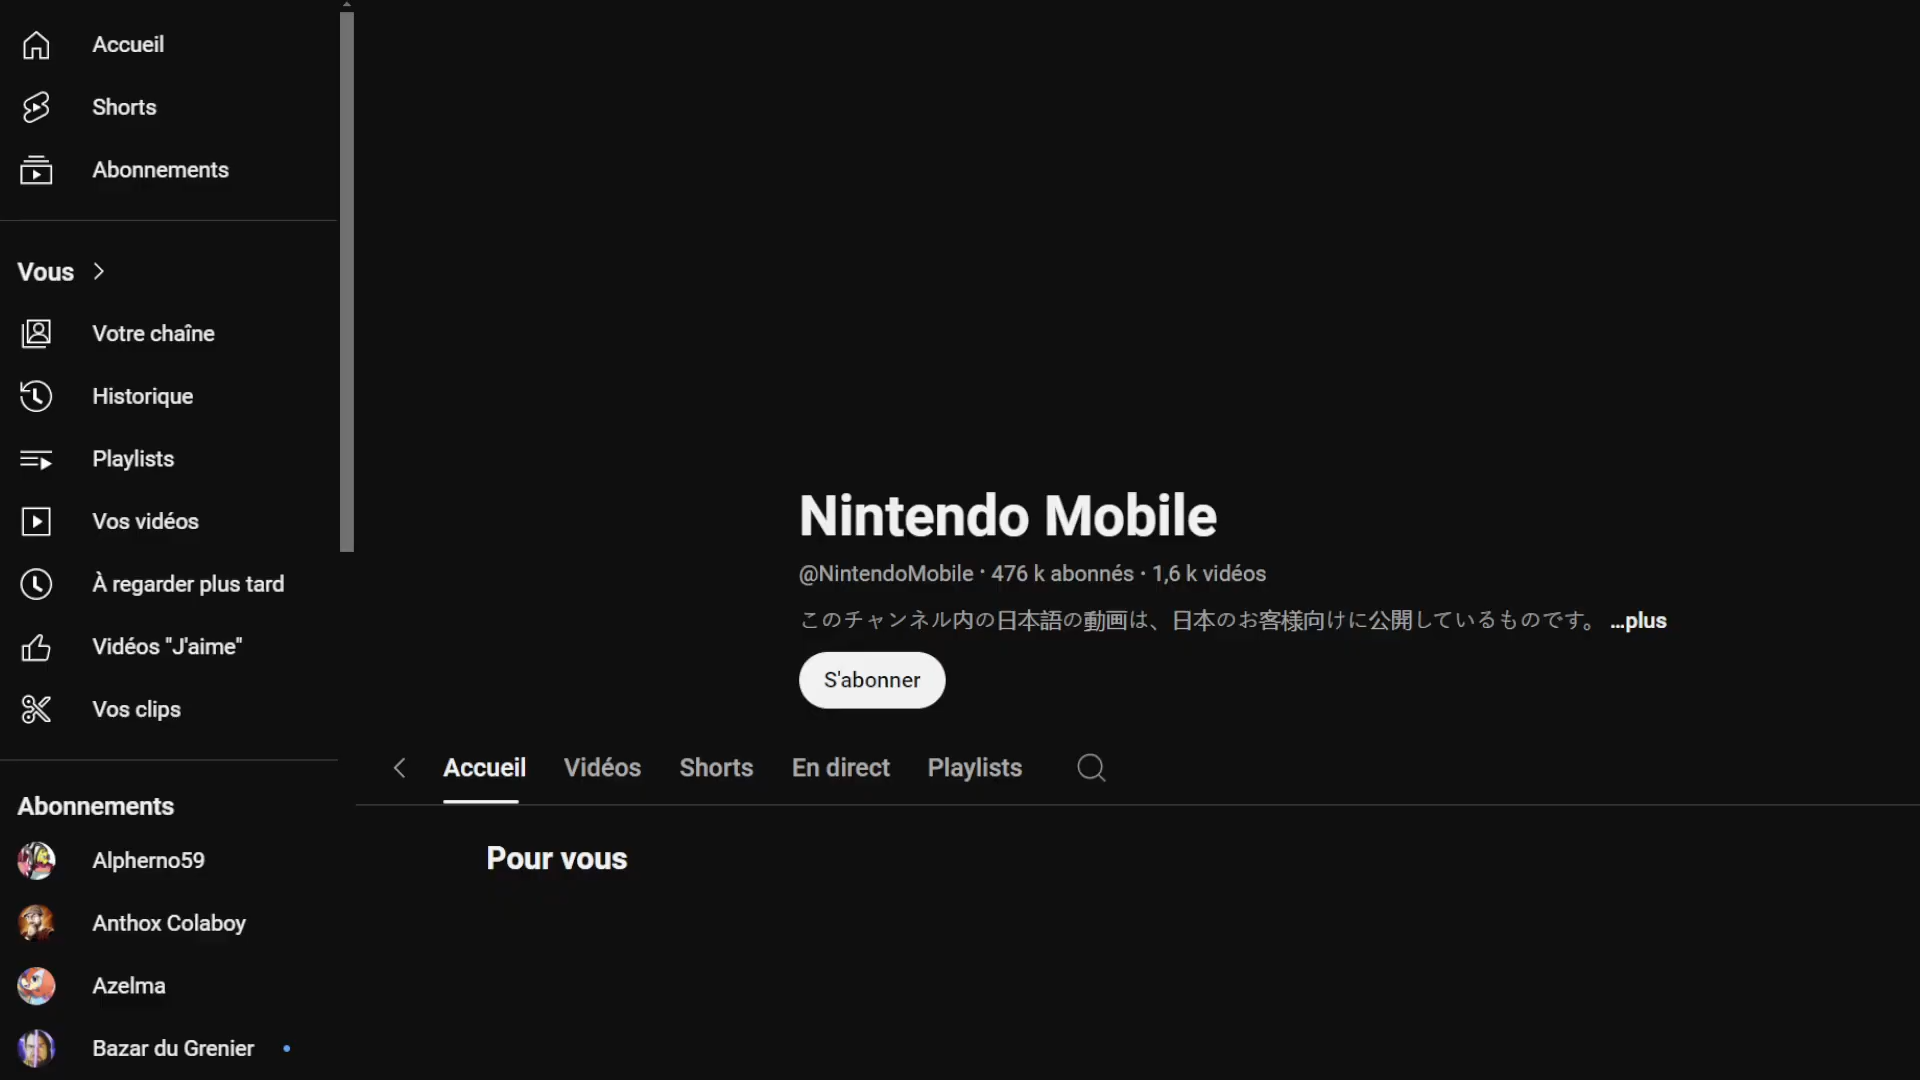 Accueil
Shorts
Abonnements
Vous
Votre chaîne
Historique
Playlists
Vos vidéos
À regarder plus tard
Vidéos "J'aime"
Vos clips
Abonnements
Alpherno59
Anthox Colaboy
Azelma
Bazar du Grenier
Nintendo Mobile
@NintendoMobile · 476 k abonnés · 1,6 k vidéos
このチャンネル内の日本語の動画は、日本のお客様向けに公開しているものです。 ...plus
S'abonner
Accueil Vidéos Shorts En direct Playlists
Pour vous